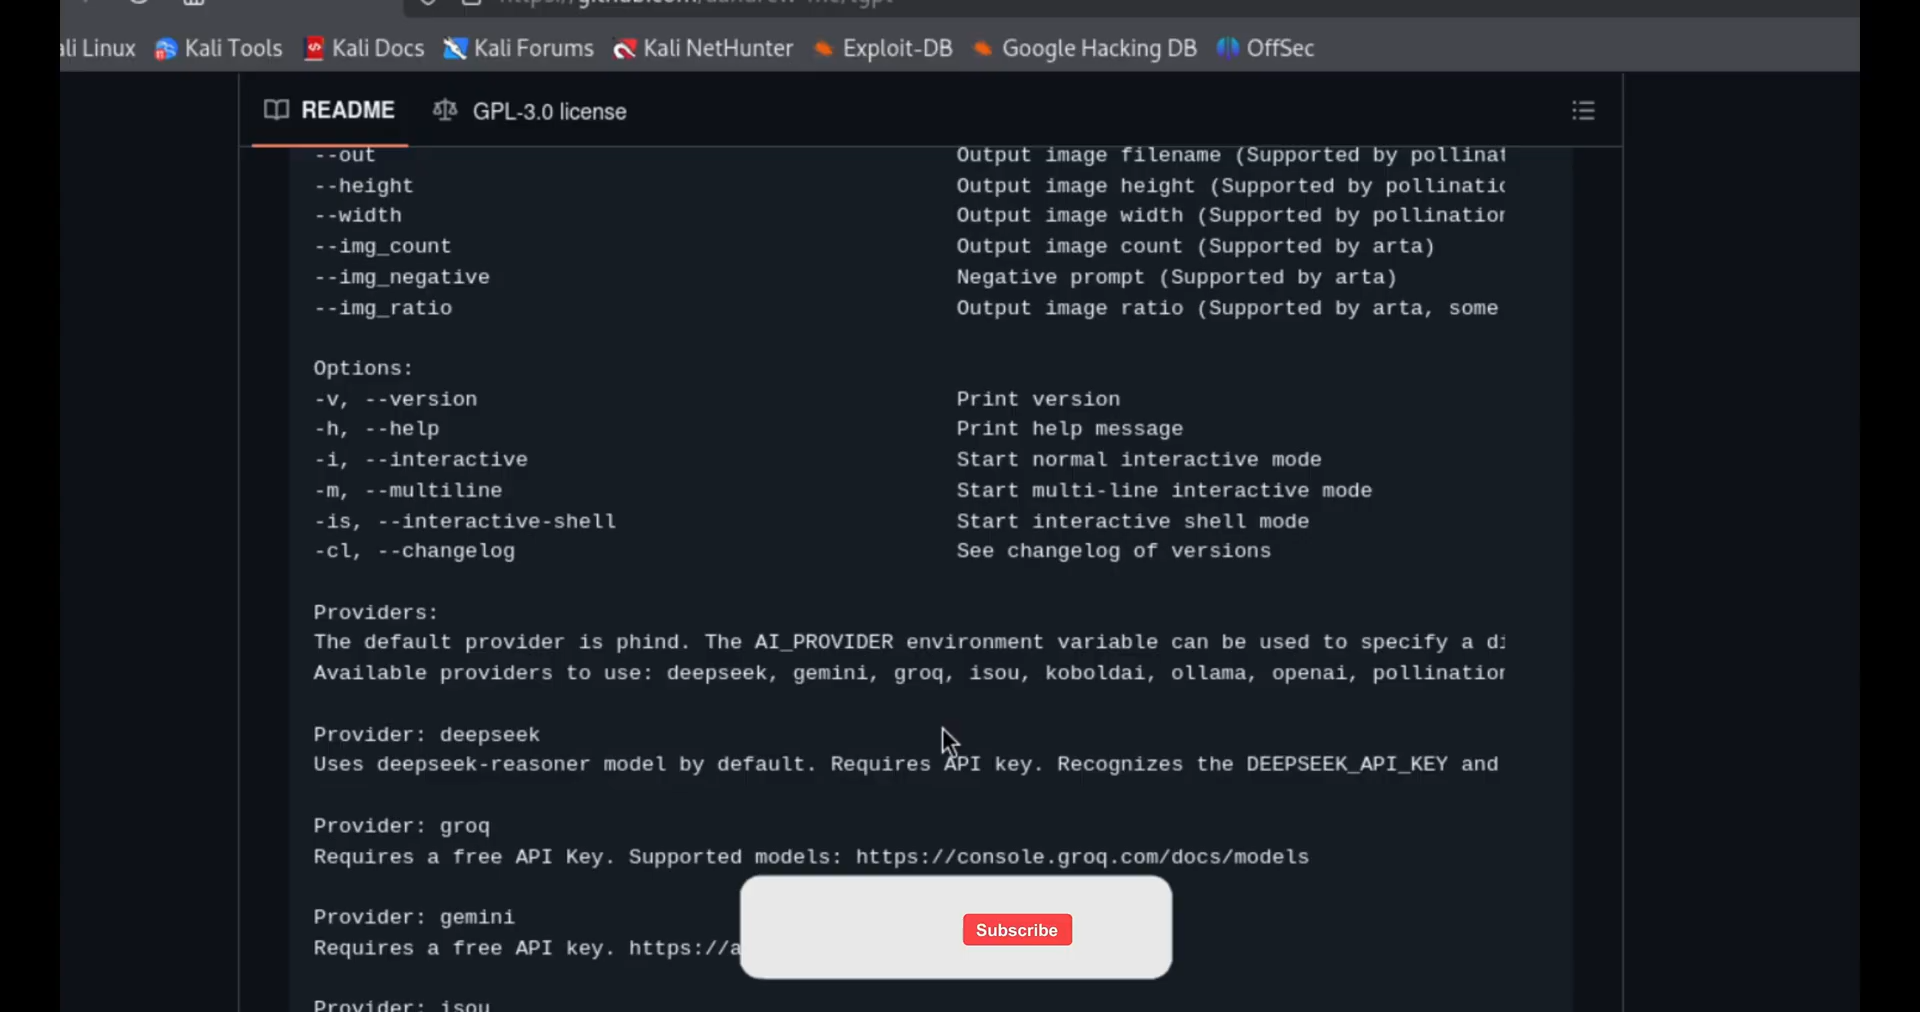 ali Linux Kali Tools Kali Docs Kali Forums Kali NetHunter Exploit-DB Google Hacking DB OffSec
README GPL-3.0 license
--out Output image filename (Supported by pollinat
--height Output image height (Supported by pollinatio
--width Output image width (Supported by pollination
--img_count Output image count (Supported by arta)
--img_negative Negative prompt (Supported by arta)
--img_ratio Output image ratio (Supported by arta, some
Options:
-v, --version Print version
-h, --help Print help message
-i, --interactive Start normal interactive mode
-m, --multiline Start multi-line interactive mode
-is, --interactive-shell Start interactive shell mode
-cl, --changelog See changelog of versions
Providers:
The default provider is phind. The AI_PROVIDER environment variable can be used to specify a di
Available providers to use: deepseek, gemini, groq, isou, koboldai, ollama, openai, pollination
Provider: deepseek
Uses deepseek-reasoner model by default. Requires API key. Recognizes the DEEPSEEK_API_KEY and
Provider: groq
Requires a free API Key. Supported models: https://console.groq.com/docs/models
Provider: gemini
Requires a free API key. https://a
Subscribe
Provider: isou